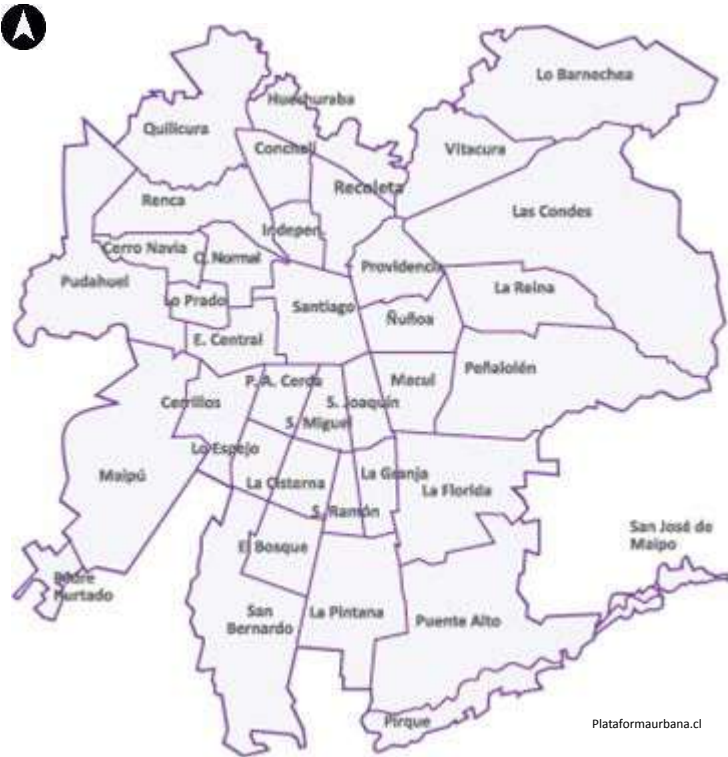 Lo Barnechea
Huechuraba
Quilicura
Conchalí
Vitacura
Recoleta
Renca
Las Condes
Indepen.
Cerro Navia
Q. Normal
Providencia
Pudahuel
La Reina
Lo Prado
Santiago
Ñuñoa
E. Central
Peñalolén
P. A. Cerda
Macul
Cerrillos
S. Joaquín
S. Miguel
Lo Espejo
Maipú
La Cisterna
La Granja
La Florida
S. Ramón
San José de
Maipo
El Bosque
Padre
Hurtado
San
Bernardo
La Pintana
Puente Alto
Pirque
Plataformaurbana.cl